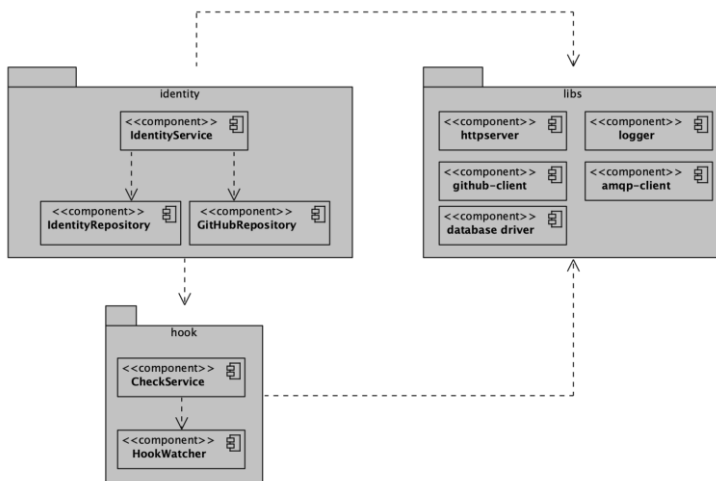 identity
<<component>>
IdentityService
<<component>>
IdentityRepository
<<component>>
GitHubRepository
libs
<<component>>
httpserver
<<component>>
logger
<<component>>
github-client
<<component>>
amqp-client
<<component>>
database driver
hook
<<component>>
CheckService
<<component>>
HookWatcher